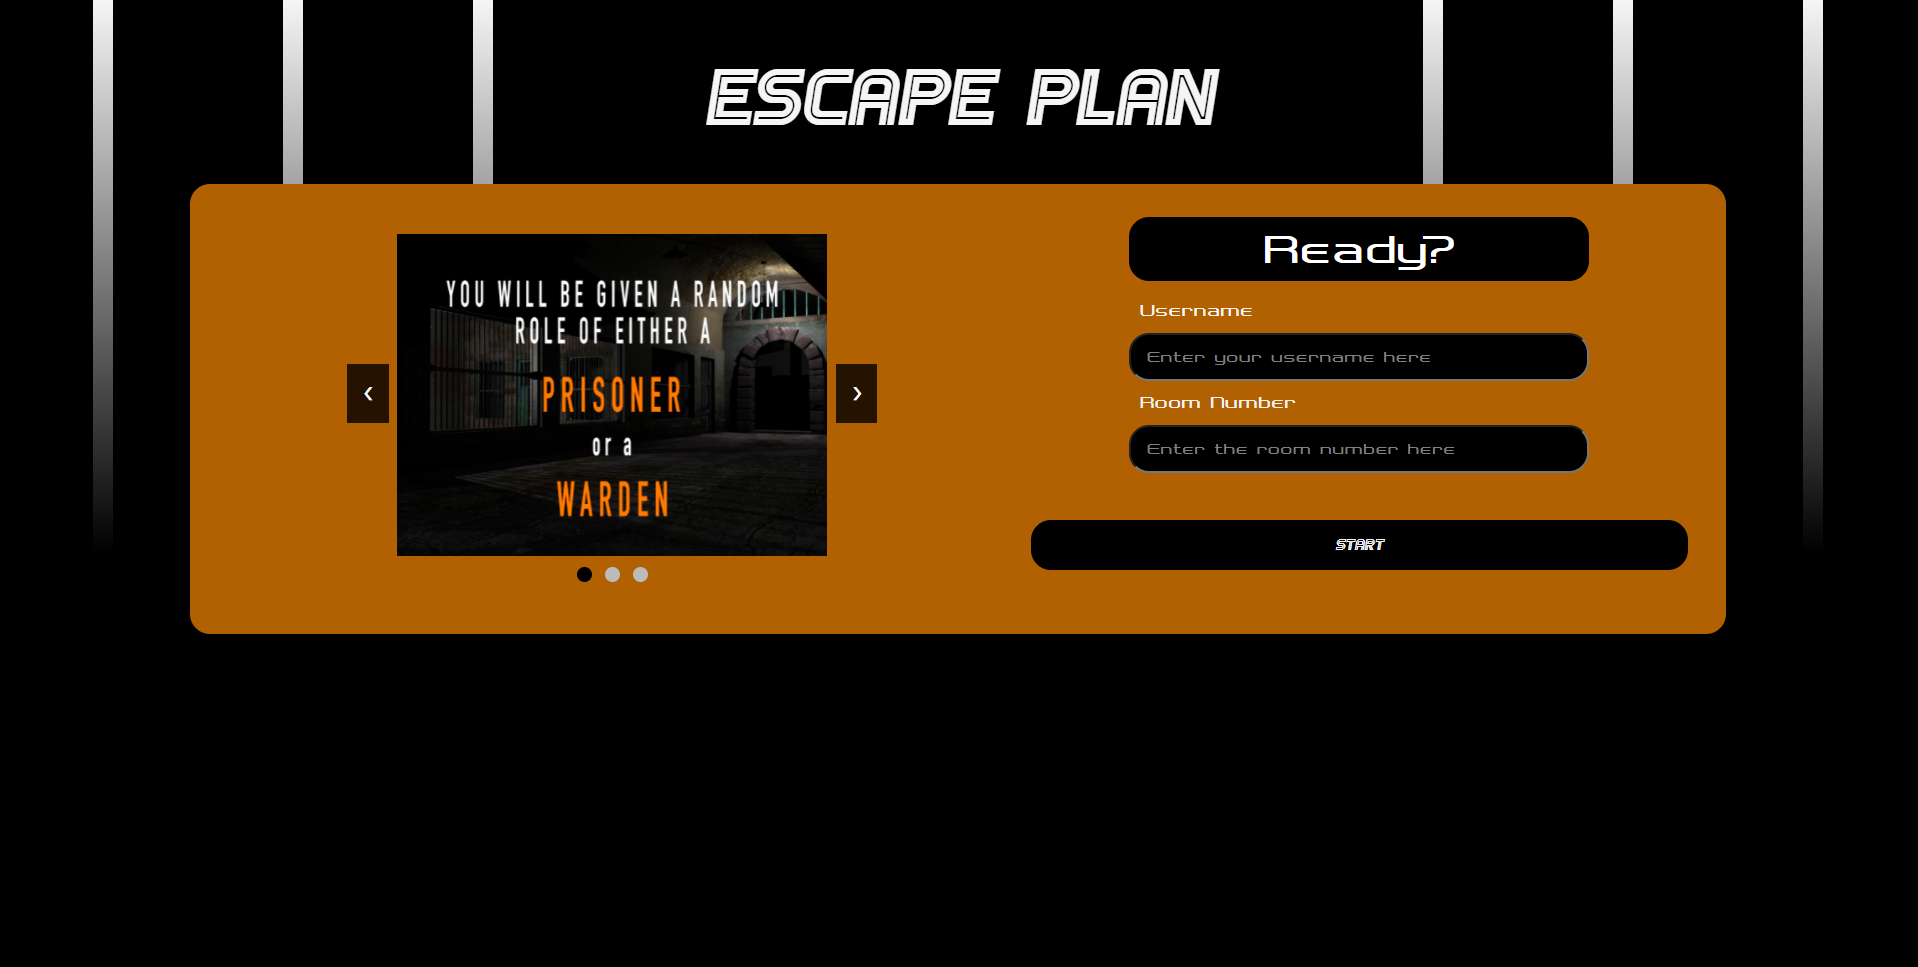 ESCAPE PLAN
YOU WILL BE GIVEN A RANDOM
ROLE OF EITHER A
PRISONER
or a
WARDEN
‹
›
Ready?
Username
Enter your username here
Room Number
Enter the room number here
START